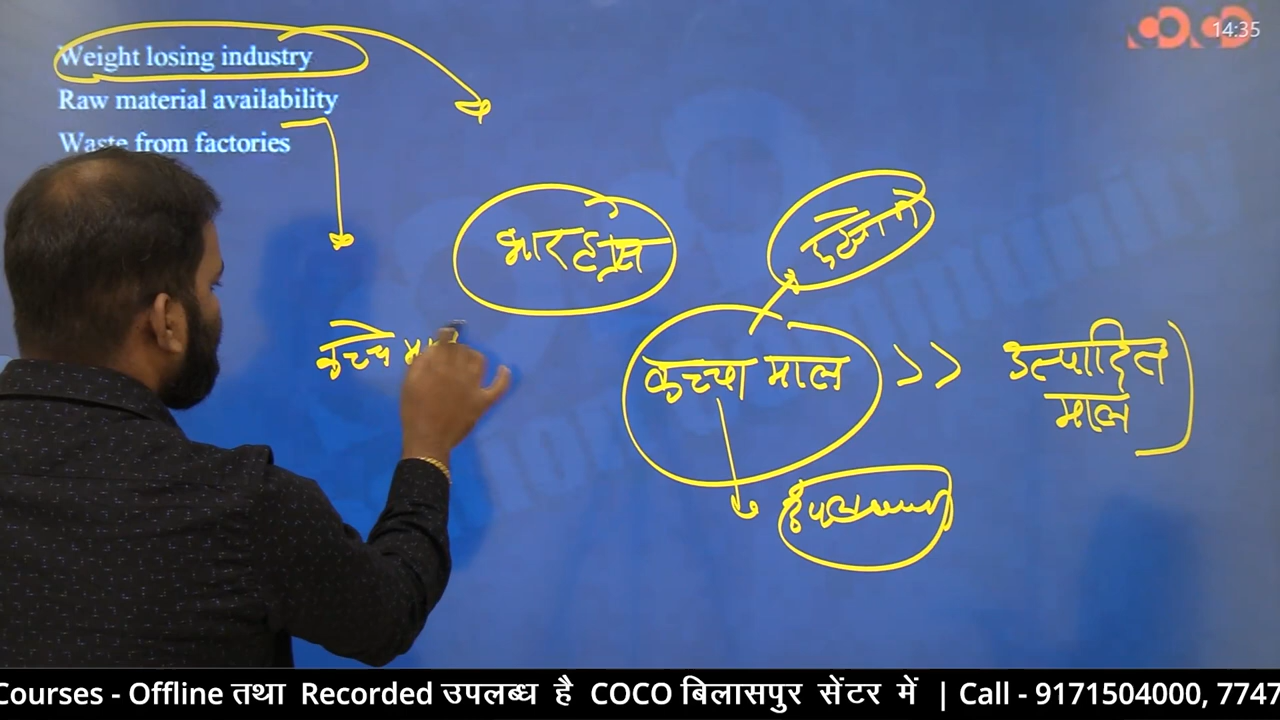 14:35
Weight losing industry
Raw material availability
Waste from factories
भारह्रास
कच्चे
कच्चा माल >> उत्पादित
माल
Courses - Offline तथा Recorded उपलब्ध है COCO बिलासपुर सेंटर में | Call - 9171504000, 7747